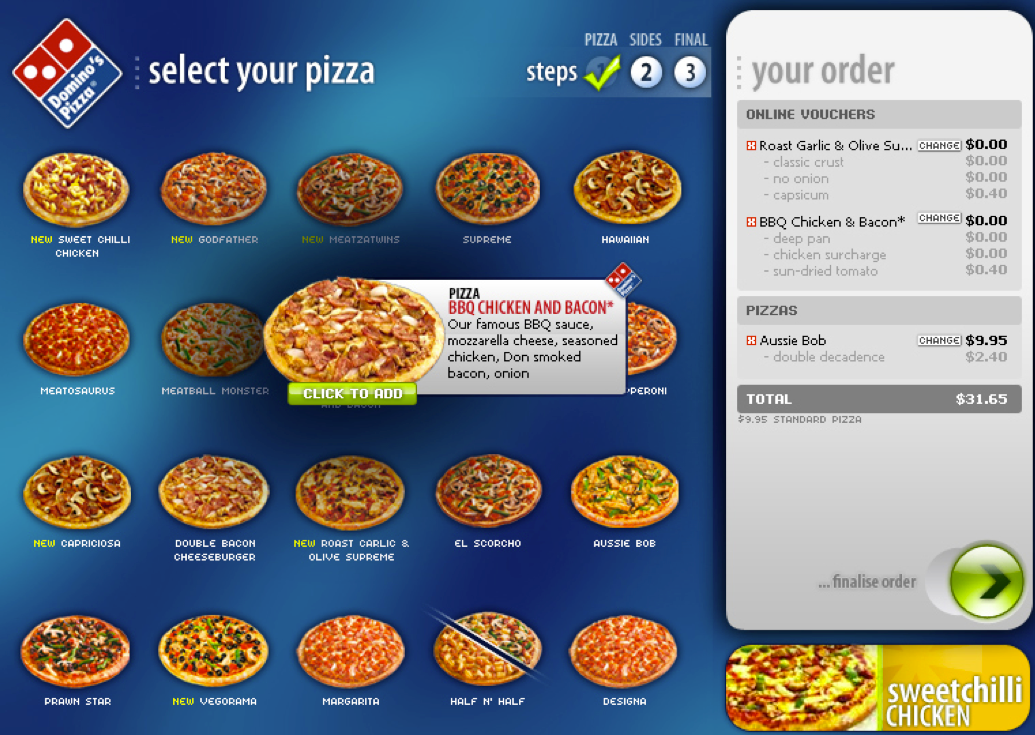 Domino's
Pizza
select your pizza
PIZZA SIDES FINAL
steps 2 3
NEW SWEET CHILLI
CHICKEN
NEW GODFATHER
NEW MEATZATWINS
SUPREME
HAWAIIAN
MEATOSAURUS
MEATBALL MONSTER
PIZZA
BBQ CHICKEN AND BACON*
Our famous BBQ sauce,
mozzarella cheese, seasoned
chicken, Don smoked
bacon, onion
CLICK TO ADD
AND BACON
PERONI
NEW CAPRICIOSA
DOUBLE BACON
CHEESEBURGER
NEW ROAST GARLIC &
OLIVE SUPREME
EL SCORCHO
AUSSIE BOB
PRAWN STAR
NEW VEGORAMA
MARGARITA
HALF N' HALF
DESIGNA
your order
ONLINE VOUCHERS
Roast Garlic & Olive Su... CHANGE $0.00
- classic crust $0.00
- no onion $0.00
- capsicum $0.40
BBQ Chicken & Bacon* CHANGE $0.00
- deep pan $0.00
- chicken surcharge $0.00
- sun-dried tomato $0.40
PIZZAS
Aussie Bob CHANGE $9.95
- double decadence $2.40
TOTAL $31.65
$9.95 STANDARD PIZZA
... finalise order
sweetchilli
CHICKEN